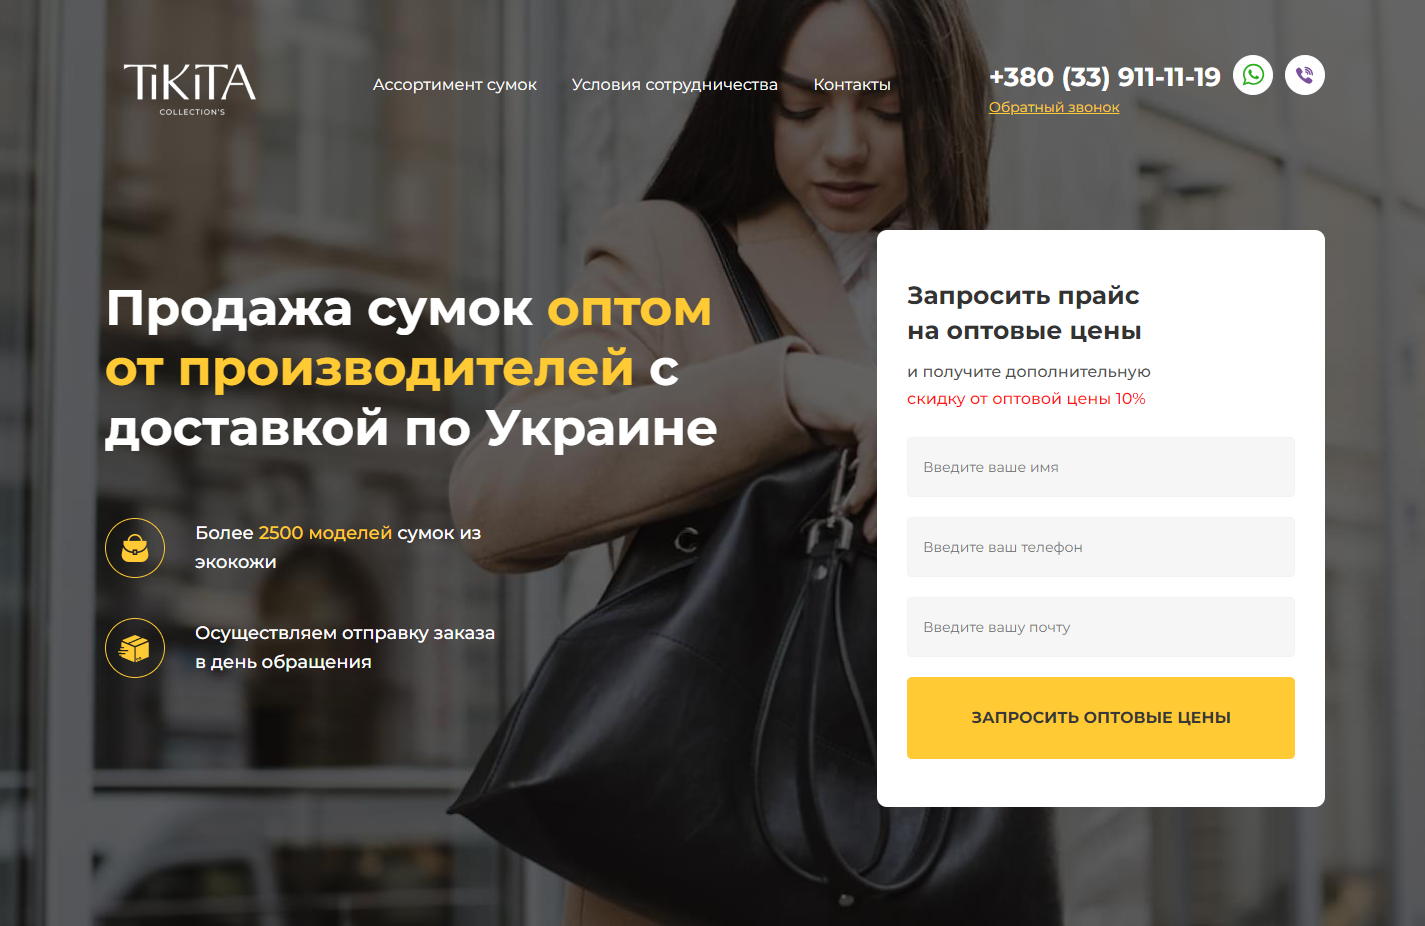 TiKiTA
COLLECTION'S
Ассортимент сумок
Условия сотрудничества
Контакты
+380 (33) 911-11-19
Обратный звонок
Продажа сумок оптом
от производителей с
доставкой по Украине
Более 2500 моделей сумок из
экокожи
Осуществляем отправку заказа
в день обращения
Запросить прайс
на оптовые цены
и получите дополнительную
скидку от оптовой цены 10%
Введите ваше имя
Введите ваш телефон
Введите вашу почту
ЗАПРОСИТЬ ОПТОВЫЕ ЦЕНЫ